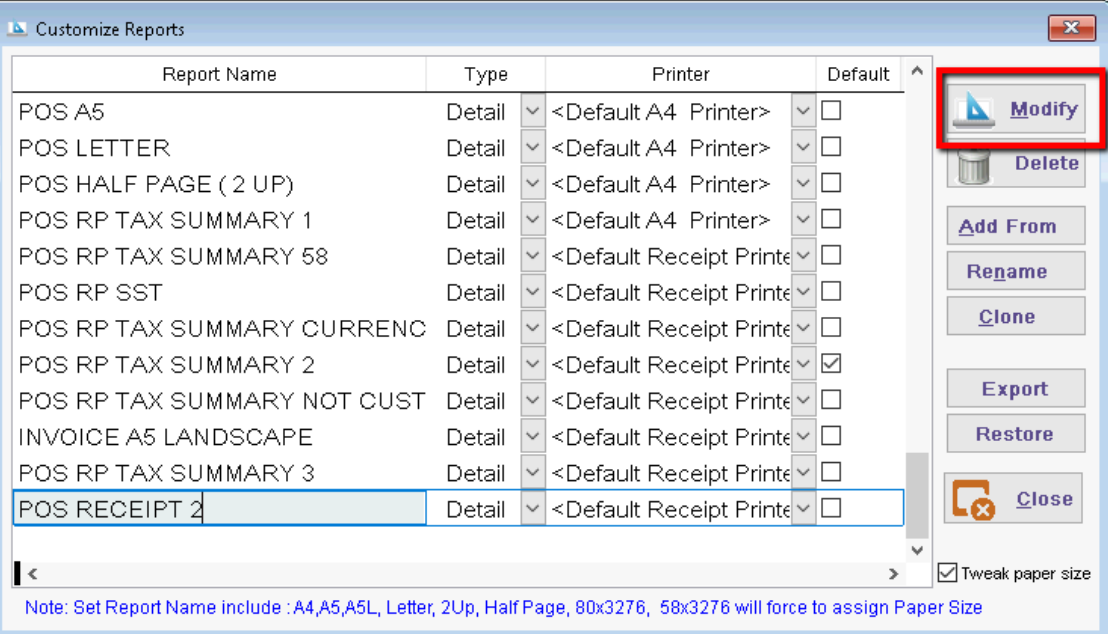 Customize Reports
Report Name Type Printer Default
POS A5 Detail <Default A4 Printer>
POS LETTER Detail <Default A4 Printer>
POS HALF PAGE ( 2 UP) Detail <Default A4 Printer>
POS RP TAX SUMMARY 1 Detail <Default A4 Printer>
POS RP TAX SUMMARY 58 Detail <Default Receipt Printe
POS RP SST Detail <Default Receipt Printe
POS RP TAX SUMMARY CURRENC Detail <Default Receipt Printe
POS RP TAX SUMMARY 2 Detail <Default Receipt Printe
POS RP TAX SUMMARY NOT CUST Detail <Default Receipt Printe
INVOICE A5 LANDSCAPE Detail <Default Receipt Printe
POS RP TAX SUMMARY 3 Detail <Default Receipt Printe
POS RECEIPT 2 Detail <Default Receipt Printe
Modify
Delete
Add From
Rename
Clone
Export
Restore
Close
Tweak paper size
Note: Set Report Name include : A4,A5,A5L, Letter, 2Up, Half Page, 80x3276, 58x3276 will force to assign Paper Size